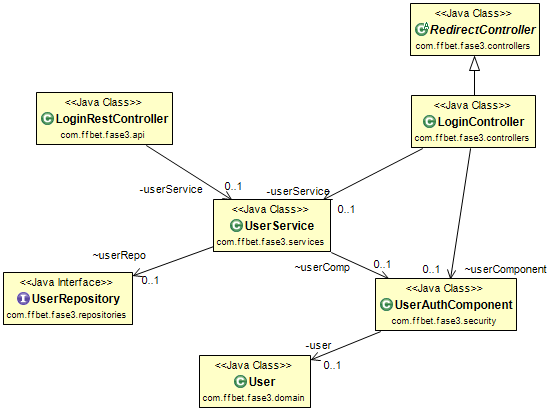 <<Java Class>>
RedirectController
com.ffbet.fase3.controllers
<<Java Class>>
LoginRestController
com.ffbet.fase3.api
<<Java Class>>
LoginController
com.ffbet.fase3.controllers
-userService
0..1
-userService
0..1
<<Java Class>>
UserService
com.ffbet.fase3.services
~userRepo
0..1
~userComp
0..1
0..1
~userComponent
<<Java Interface>>
UserRepository
com.ffbet.fase3.repositories
<<Java Class>>
UserAuthComponent
com.ffbet.fase3.security
-user
0..1
<<Java Class>>
User
com.ffbet.fase3.domain